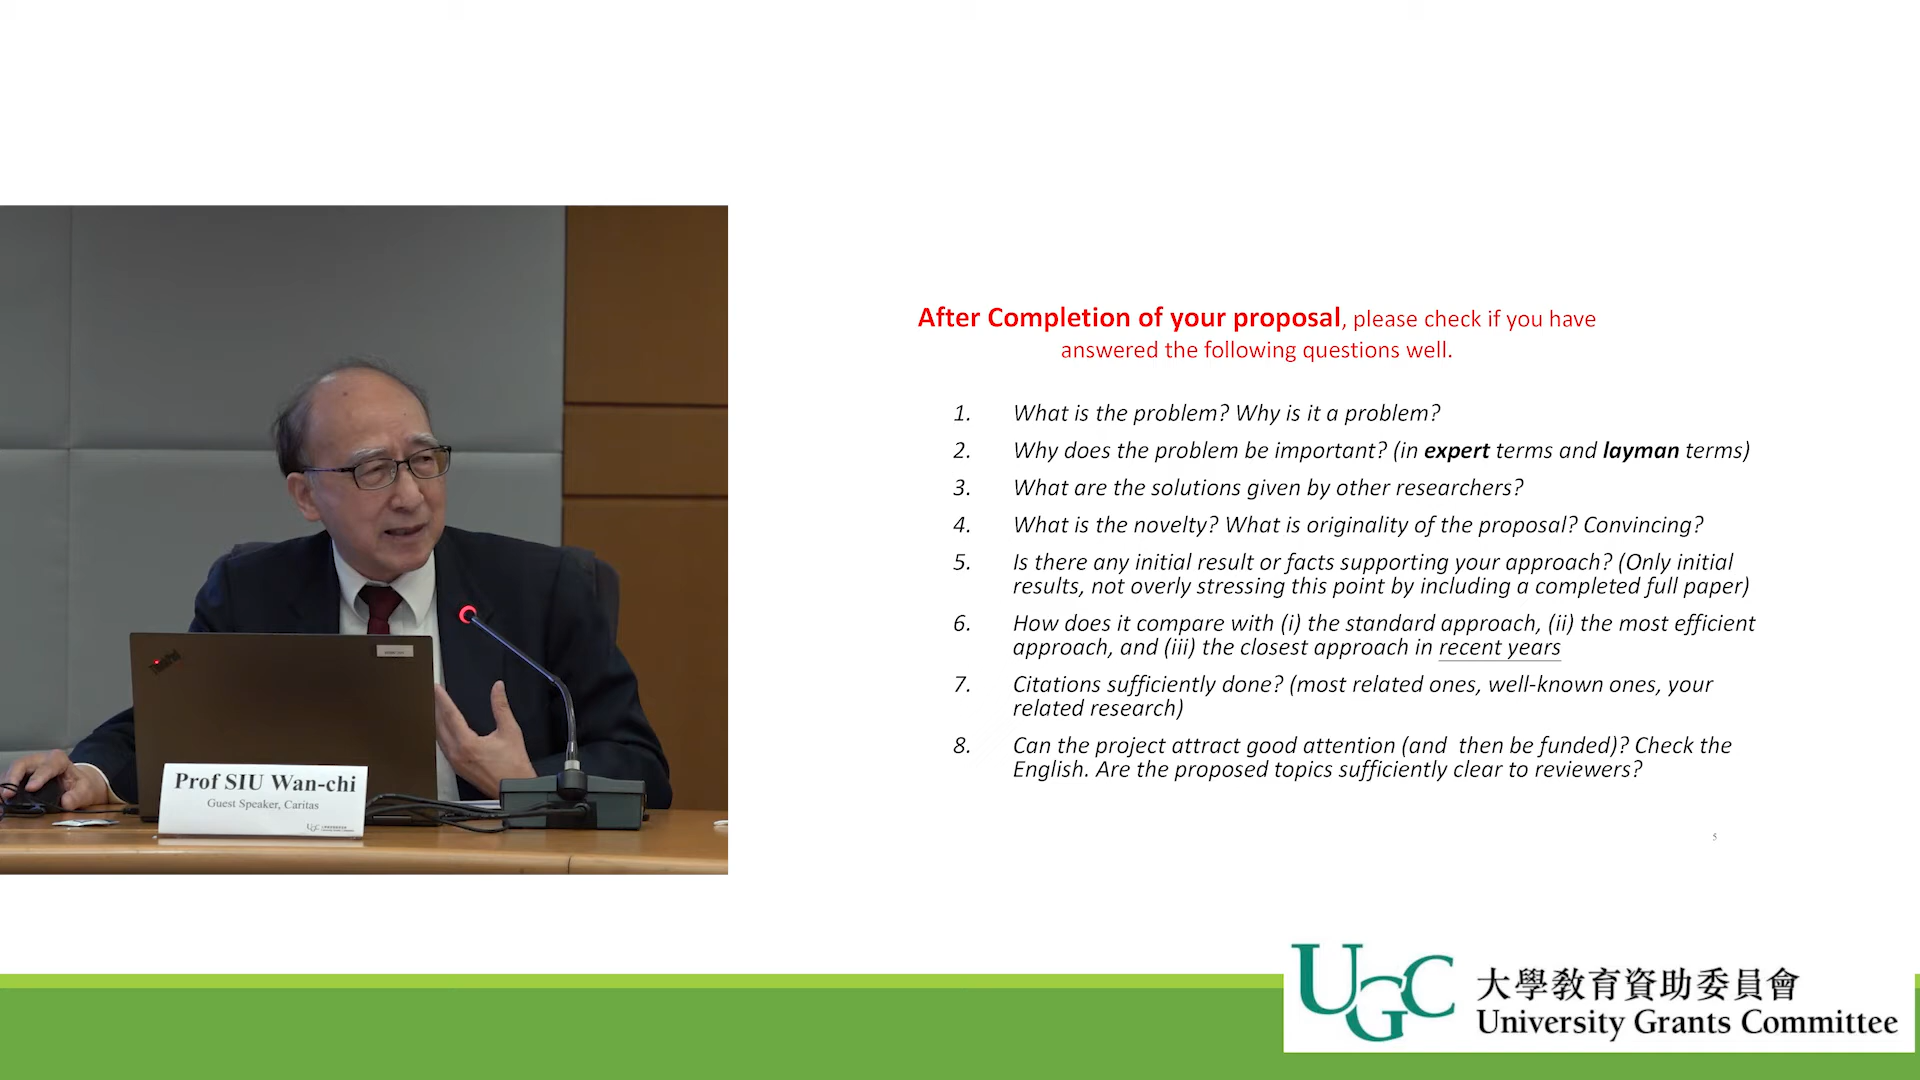 After Completion of your proposal, please check if you have
answered the following questions well.
1. What is the problem? Why is it a problem?
2. Why does the problem be important? (in expert terms and layman terms)
3. What are the solutions given by other researchers?
4. What is the novelty? What is originality of the proposal? Convincing?
5. Is there any initial result or facts supporting your approach? (Only initial
results, not overly stressing this point by including a completed full paper)
6. How does it compare with (i) the standard approach, (ii) the most efficient
approach, and (iii) the closest approach in recent years
7. Citations sufficiently done? (most related ones, well-known ones, your
related research)
8. Can the project attract good attention (and then be funded)? Check the
English. Are the proposed topics sufficiently clear to reviewers?
5
ThinkPad
Prof SIU Wan-chi
Guest Speaker, Caritas
UGC
UGC
大學教育資助委員會
University Grants Committee